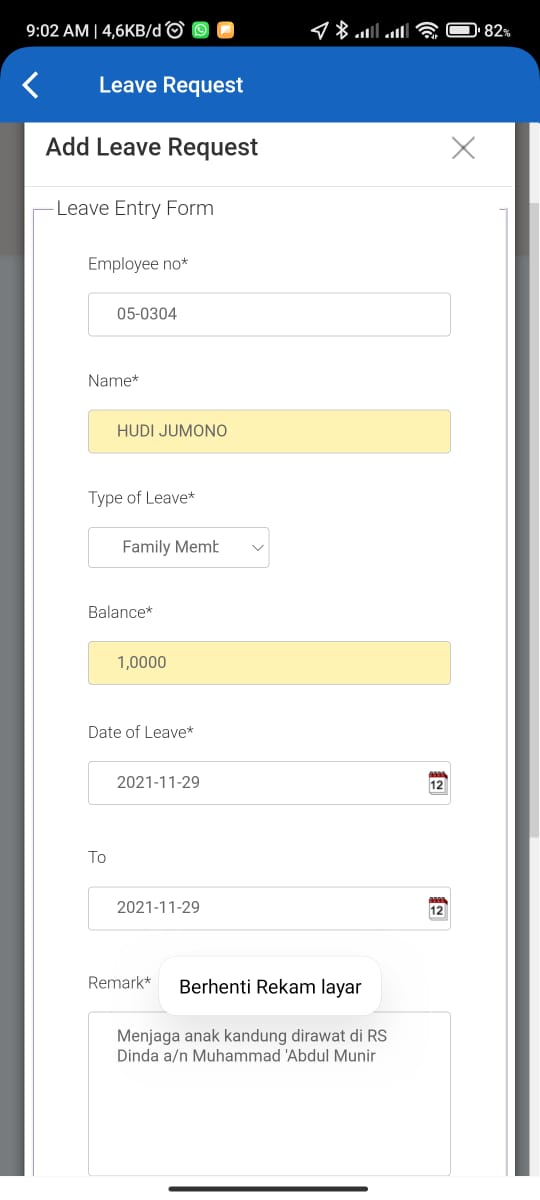 9:02 AM | 4,6KB/d
82%
Leave Request
Add Leave Request
Leave Entry Form
Employee no*
05-0304
Name*
HUDI JUMONO
Type of Leave*
Family Memb
Balance*
1,0000
Date of Leave*
2021-11-29
12
To
2021-11-29
12
Remark*
Berhenti Rekam layar
Menjaga anak kandung dirawat di RS
Dinda a/n Muhammad 'Abdul Munir